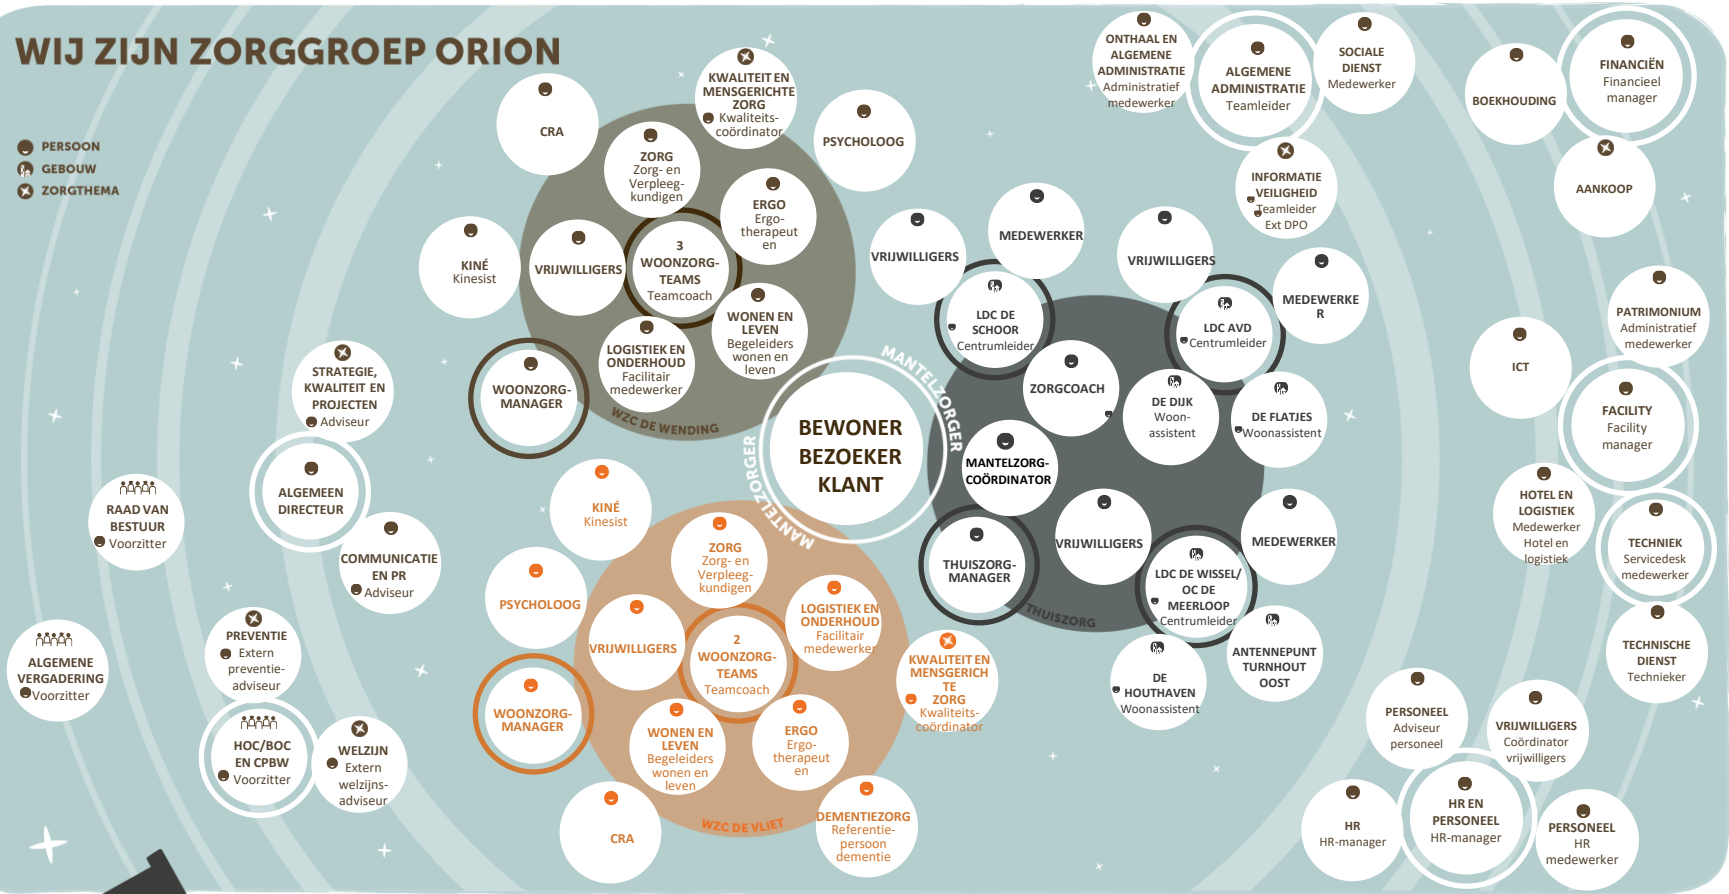 WIJ ZIJN ZORGGROEP ORION
PERSOON
GEBOUW
ZORGTHEMA
CRA
KWALITEIT EN
MENSGERICHTE
ZORG
Kwaliteits-
coördinator
PSYCHOLOOG
ZORG
Zorg- en
Verpleeg-
kundigen
ERGO
Ergo-
therapeut
en
KINÉ
Kinesist
VRIJWILLIGERS
3
WOONZORG-
TEAMS
Teamcoach
WONEN EN
LEVEN
Begeleiders
wonen en
leven
LOGISTIEK EN
ONDERHOUD
Facilitair
medewerker
WOONZORG-
MANAGER
WZC DE WENDING
STRATEGIE,
KWALITEIT EN
PROJECTEN
Adviseur
ALGEMEEN
DIRECTEUR
COMMUNICATIE
EN PR
Adviseur
RAAD VAN
BESTUUR
Voorzitter
ALGEMENE
VERGADERING
Voorzitter
PREVENTIE
Extern
preventie-
adviseur
HOC/BOC
EN CPBW
Voorzitter
WELZIJN
Extern
welzijns-
adviseur
MANTELZORGER
MANTELZORGER
MANTELZORGER
BEWONER
BEZOEKER
KLANT
KINÉ
Kinesist
PSYCHOLOOG
ZORG
Zorg- en
Verpleeg-
kundigen
VRIJWILLIGERS
2
WOONZORG-
TEAMS
Teamcoach
LOGISTIEK EN
ONDERHOUD
Facilitair
medewerker
KWALITEIT EN
MENSGERICH
TE
ZORG
Kwaliteits-
coördinator
WOONZORG-
MANAGER
WONEN EN
LEVEN
Begeleiders
wonen en
leven
ERGO
Ergo-
therapeut
en
CRA
WZC DE VLIET
DEMENTIEZORG
Referentie-
persoon
dementie
VRIJWILLIGERS
MEDEWERKER
LDC DE
SCHOOR
Centrumleider
VRIJWILLIGERS
MEDEWERKE
R
LDC AVD
Centrumleider
ZORGCOACH
DE DIJK
Woon-
assistent
DE FLATJES
Woonassistent
MANTELZORG-
COÖRDINATOR
THUISZORG-
MANAGER
THUISZORG
VRIJWILLIGERS
MEDEWERKER
LDC DE WISSEL/
OC DE
MEERLOOP
Centrumleider
DE
HOUTHAVEN
Woonassistent
ANTENNEPUNT
TURNHOUT
OOST
ONTHAAL EN
ALGEMENE
ADMINISTRATIE
Administratief
medewerker
ALGEMENE
ADMINISTRATIE
Teamleider
SOCIALE
DIENST
Medewerker
INFORMATIE
VEILIGHEID
Teamleider
Ext DPO
BOEKHOUDING
FINANCIËN
Financieel
manager
AANKOOP
PATRIMONIUM
Administratief
medewerker
ICT
FACILITY
Facility
manager
HOTEL EN
LOGISTIEK
Medewerker
Hotel en
logistiek
TECHNIEK
Servicedesk
medewerker
TECHNISCHE
DIENST
Technieker
PERSONEEL
Adviseur
personeel
VRIJWILLIGERS
Coördinator
vrijwilligers
HR
HR-manager
HR EN
PERSONEEL
HR-manager
PERSONEEL
HR
medewerker